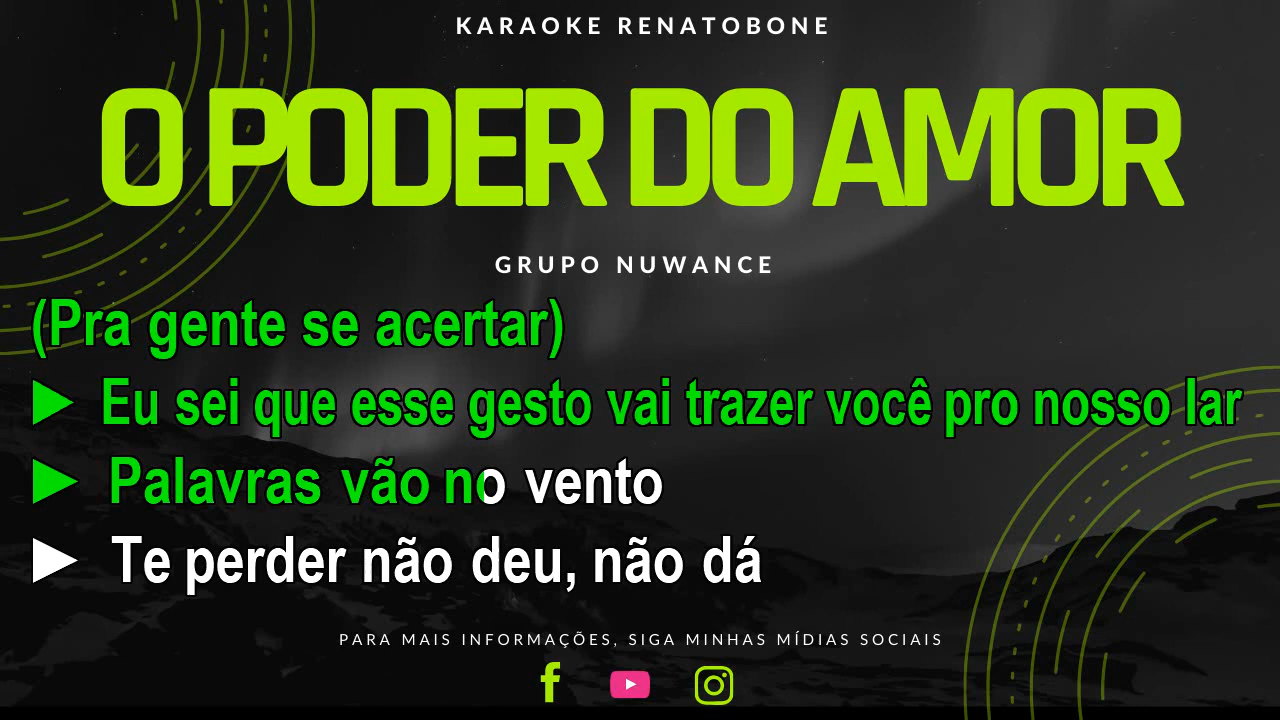 KARAOKE RENATOBONE
O PODER DO AMOR
GRUPO NUWANCE
(Pra gente se acertar)
► Eu sei que esse gesto vai trazer você pro nosso lar
► Palavras vão no vento
► Te perder não deu, não dá
PARA MAIS INFORMAÇÕES, SIGA MINHAS MÍDIAS SOCIAIS